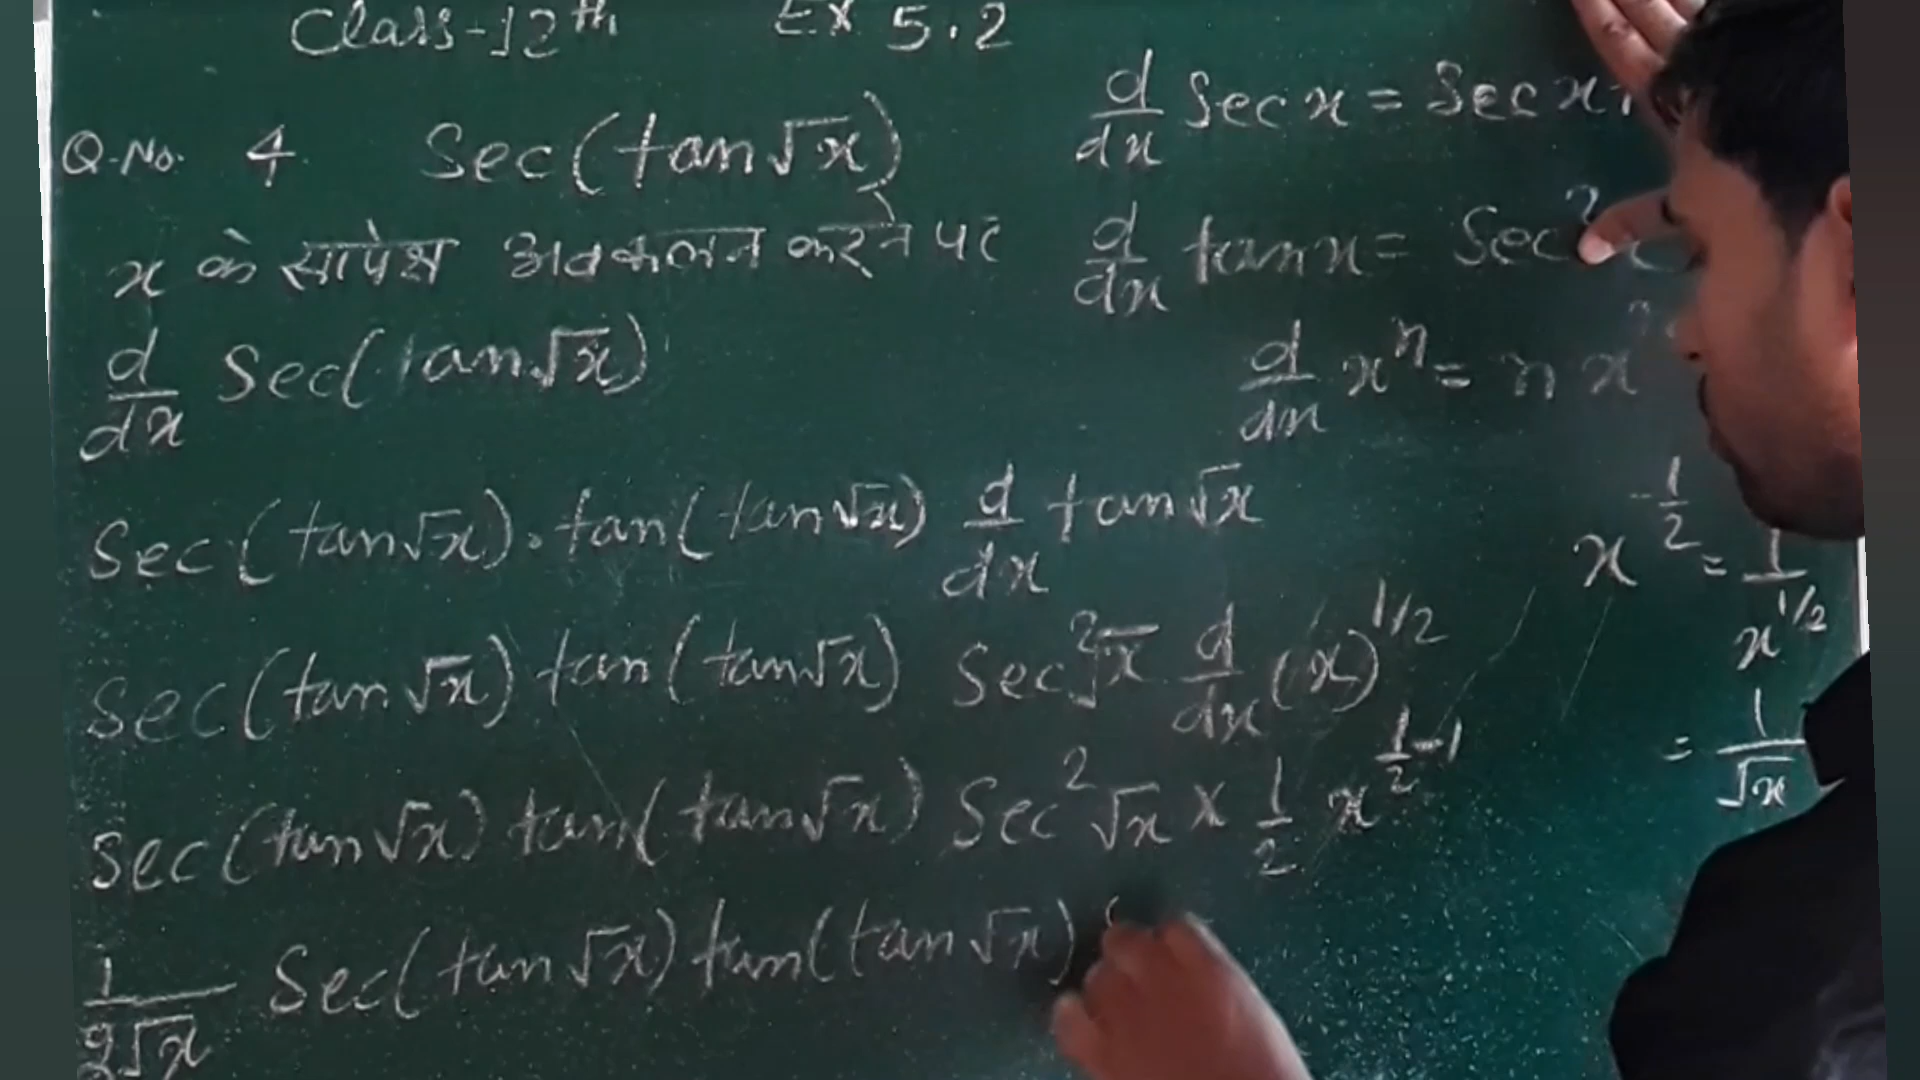 Class-12th Ex 5.2
Q.No. 4. Sec(tan√x)
x के सापेक्ष अवकलन करने पर
d/dx Sec(tan√x)
Sec(tan√x).tan(tan√x) d/dx tan√x
Sec(tan√x) tan(tan√x) Sec²√x d/dx (x)^1/2
Sec(tan√x) tan(tan√x) Sec²√x × 1/2 x^1/2-1
1/2√x Sec(tan√x) tan(tan√x)
d/dx Sec x = Sec x
d/dx tan x = Sec²
d/dx x^n = n x
x^-1/2 = 1/x^1/2
= 1/√x